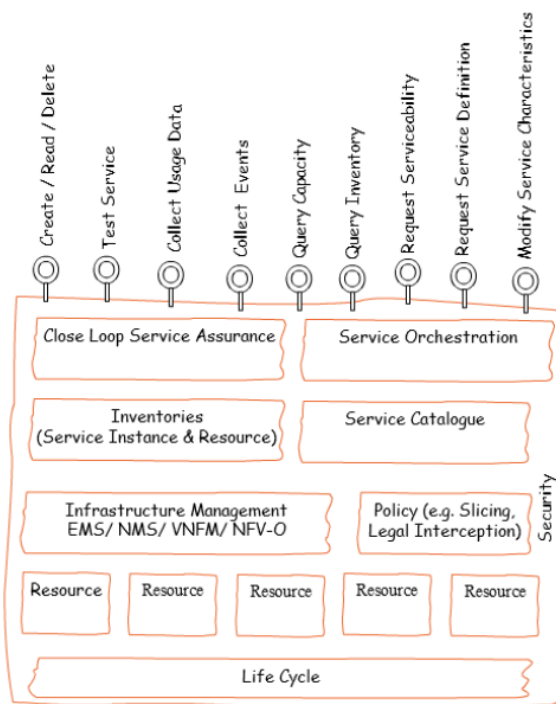 Create / Read / Delete
Test Service
Collect Usage Data
Collect Events
Query Capacity
Query Inventory
Request Serviceability
Request Service Definition
Modify Service Characteristics
Close Loop Service Assurance
Service Orchestration
Inventories
(Service Instance & Resource)
Service Catalogue
Infrastructure Management
EMS/ NMS/ VNFM/ NFV-O
Policy (e.g. Slicing,
Legal Interception)
Security
Resource
Resource
Resource
Resource
Resource
Life Cycle